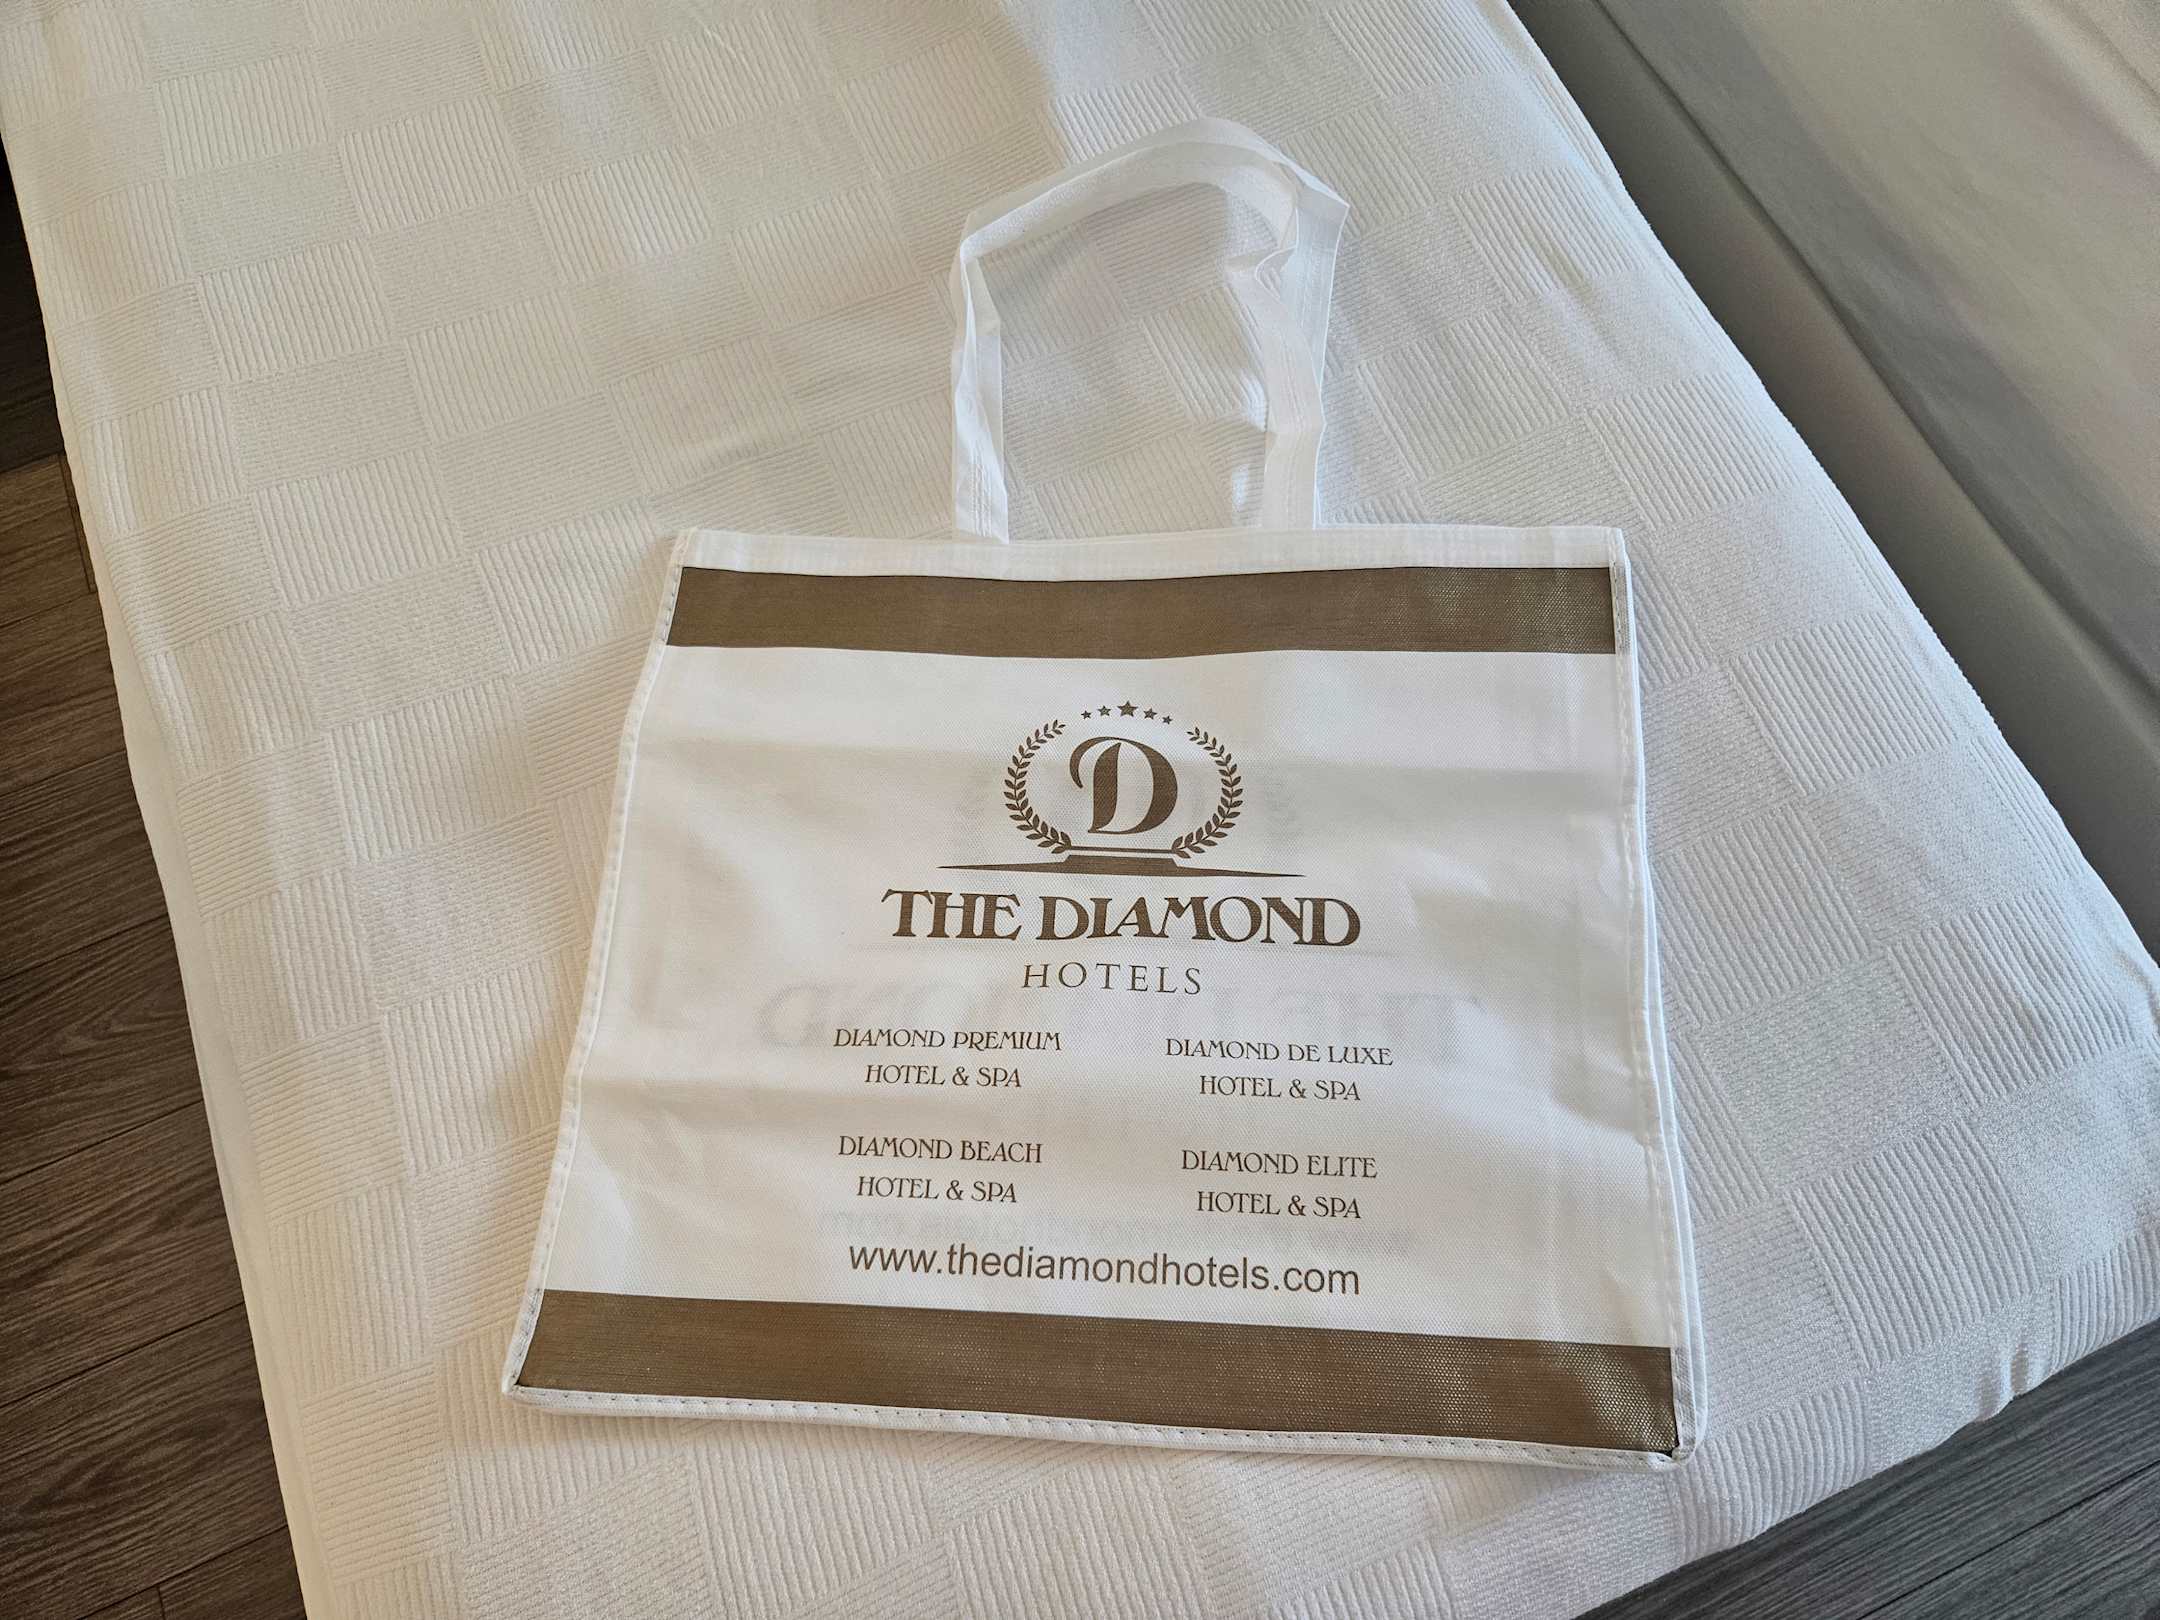 D
THE DIAMOND
HOTELS
DIAMOND PREMIUM
HOTEL & SPA
DIAMOND DE LUXE
HOTEL & SPA
DIAMOND BEACH
HOTEL & SPA
DIAMOND ELITE
HOTEL & SPA
www.thediamondhotels.com